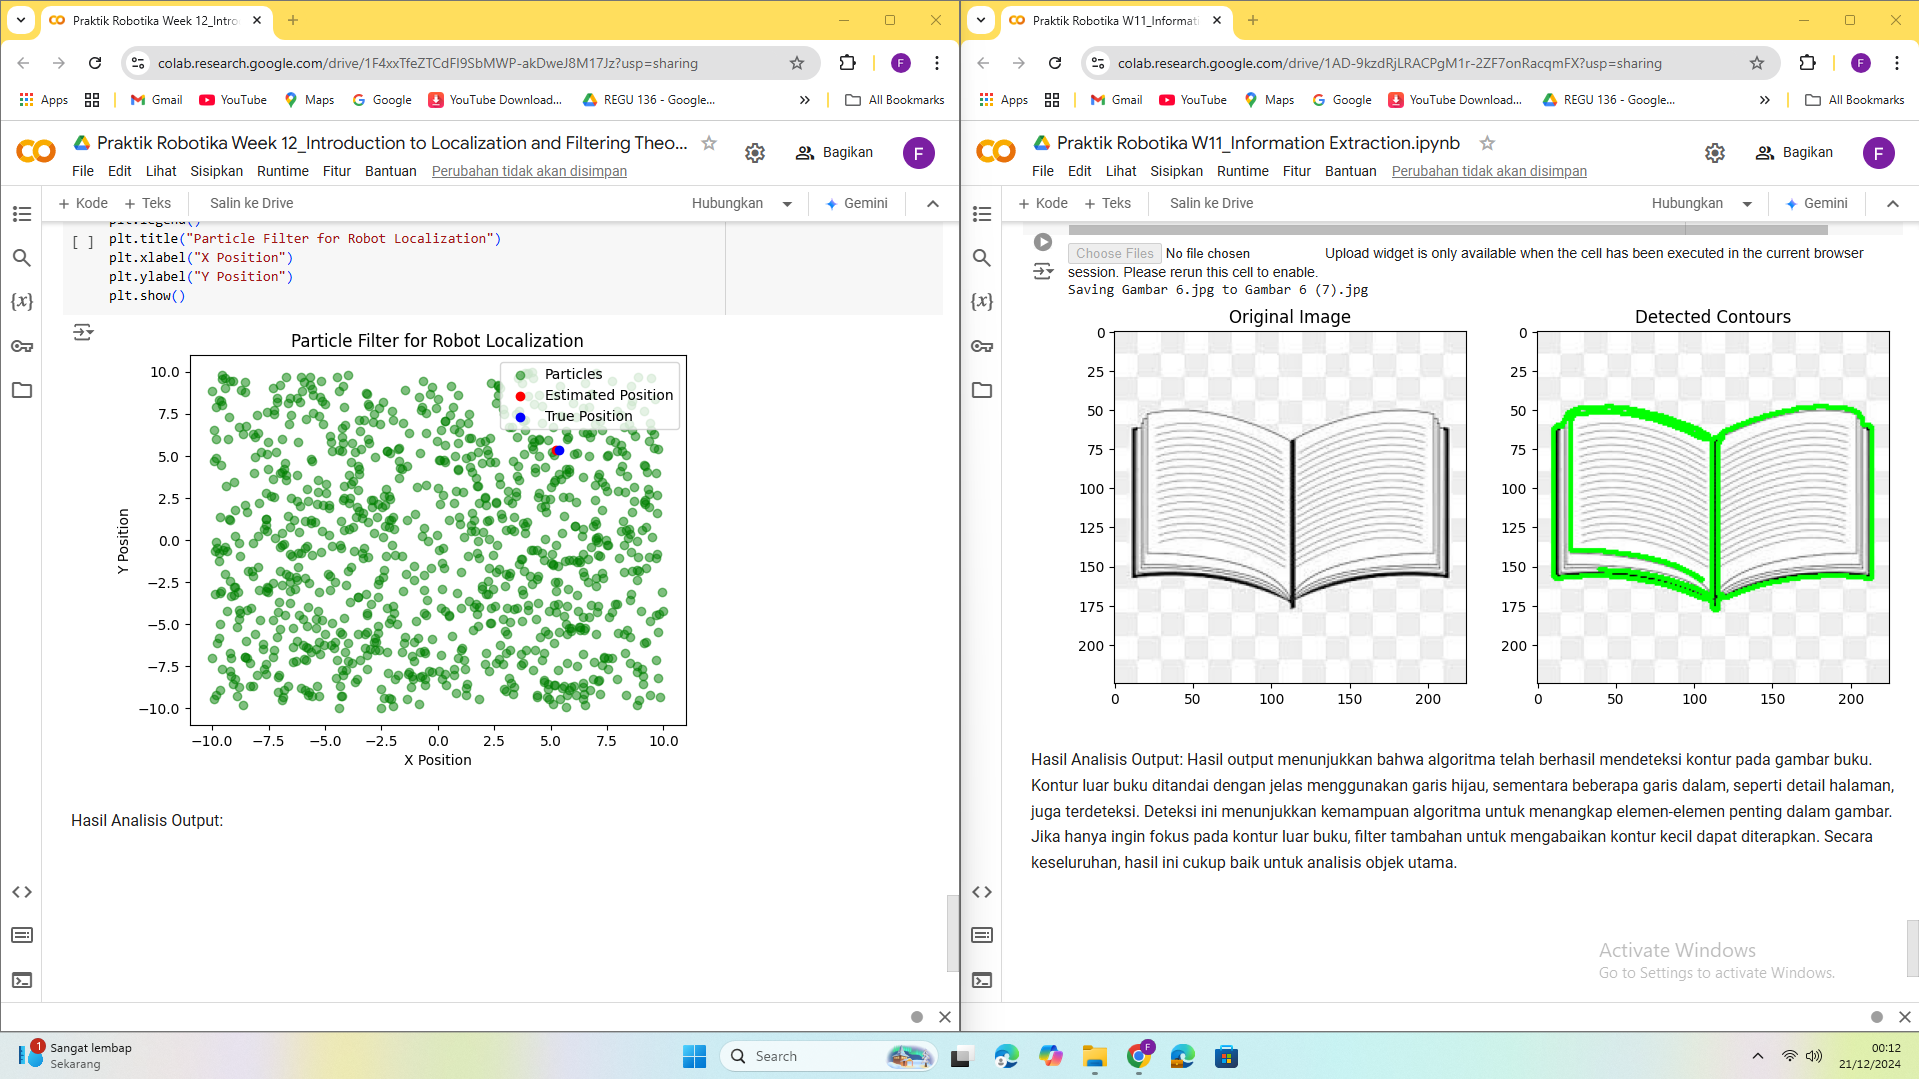 Praktik Robotika Week 12_Intro
colab.research.google.com/drive/1F4xxTfeZTCdFI9SbMWP-akDweJ8M17Jz?usp=sharing
F
Apps
Gmail
YouTube
Maps
Google
YouTube Download...
REGU 136 - Google...
All Bookmarks
Praktik Robotika Week 12_Introduction to Localization and Filtering Theo...
Bagikan
F
File Edit Lihat Sisipkan Runtime Fitur Bantuan Perubahan tidak akan disimpan
+ Kode + Teks Salin ke Drive Hubungkan Gemini
plt.legend()
[ ] plt.title("Particle Filter for Robot Localization")
plt.xlabel("X Position")
plt.ylabel("Y Position")
plt.show()
Particle Filter for Robot Localization
Particles
Estimated Position
True Position
10.0
7.5
5.0
2.5
0.0
−2.5
−5.0
−7.5
−10.0
Y Position
−10.0 −7.5 −5.0 −2.5 0.0 2.5 5.0 7.5 10.0
X Position
Hasil Analisis Output:
Praktik Robotika W11_Informati
colab.research.google.com/drive/1AD-9kzdRjLRACPgM1r-2ZF7onRacqmFX?usp=sharing
F
Apps
Gmail
YouTube
Maps
Google
YouTube Download...
REGU 136 - Google...
All Bookmarks
Praktik Robotika W11_Information Extraction.ipynb
Bagikan
F
File Edit Lihat Sisipkan Runtime Fitur Bantuan Perubahan tidak akan disimpan
+ Kode + Teks Salin ke Drive Hubungkan Gemini
{x}
Choose Files No file chosen Upload widget is only available when the cell has been executed in the current browser
session. Please rerun this cell to enable.
Saving Gambar 6.jpg to Gambar 6 (7).jpg
Original Image
0
25
50
75
100
125
150
175
200
0 50 100 150 200
Detected Contours
0
25
50
75
100
125
150
175
200
0 50 100 150 200
Hasil Analisis Output: Hasil output menunjukkan bahwa algoritma telah berhasil mendeteksi kontur pada gambar buku.
Kontur luar buku ditandai dengan jelas menggunakan garis hijau, sementara beberapa garis dalam, seperti detail halaman,
juga terdeteksi. Deteksi ini menunjukkan kemampuan algoritma untuk menangkap elemen-elemen penting dalam gambar.
Jika hanya ingin fokus pada kontur luar buku, filter tambahan untuk mengabaikan kontur kecil dapat diterapkan. Secara
keseluruhan, hasil ini cukup baik untuk analisis objek utama.
Activate Windows
Go to Settings to activate Windows.
1
Sangat lembap
Sekarang
Search
F
00:12
21/12/2024